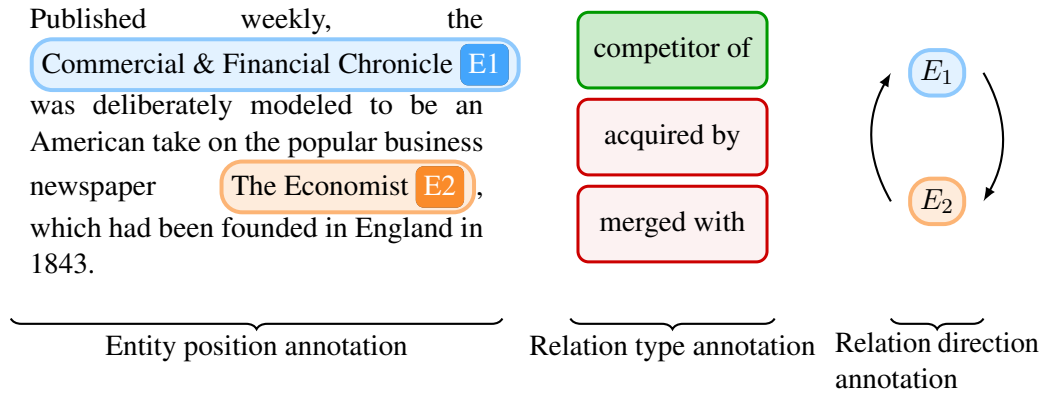 Published weekly, the
Commercial & Financial Chronicle E1
was deliberately modeled to be an
American take on the popular business
newspaper The Economist E2 ,
which had been founded in England in
1843.
Entity position annotation
competitor of
acquired by
merged with
Relation type annotation
E1
E2
Relation direction
annotation